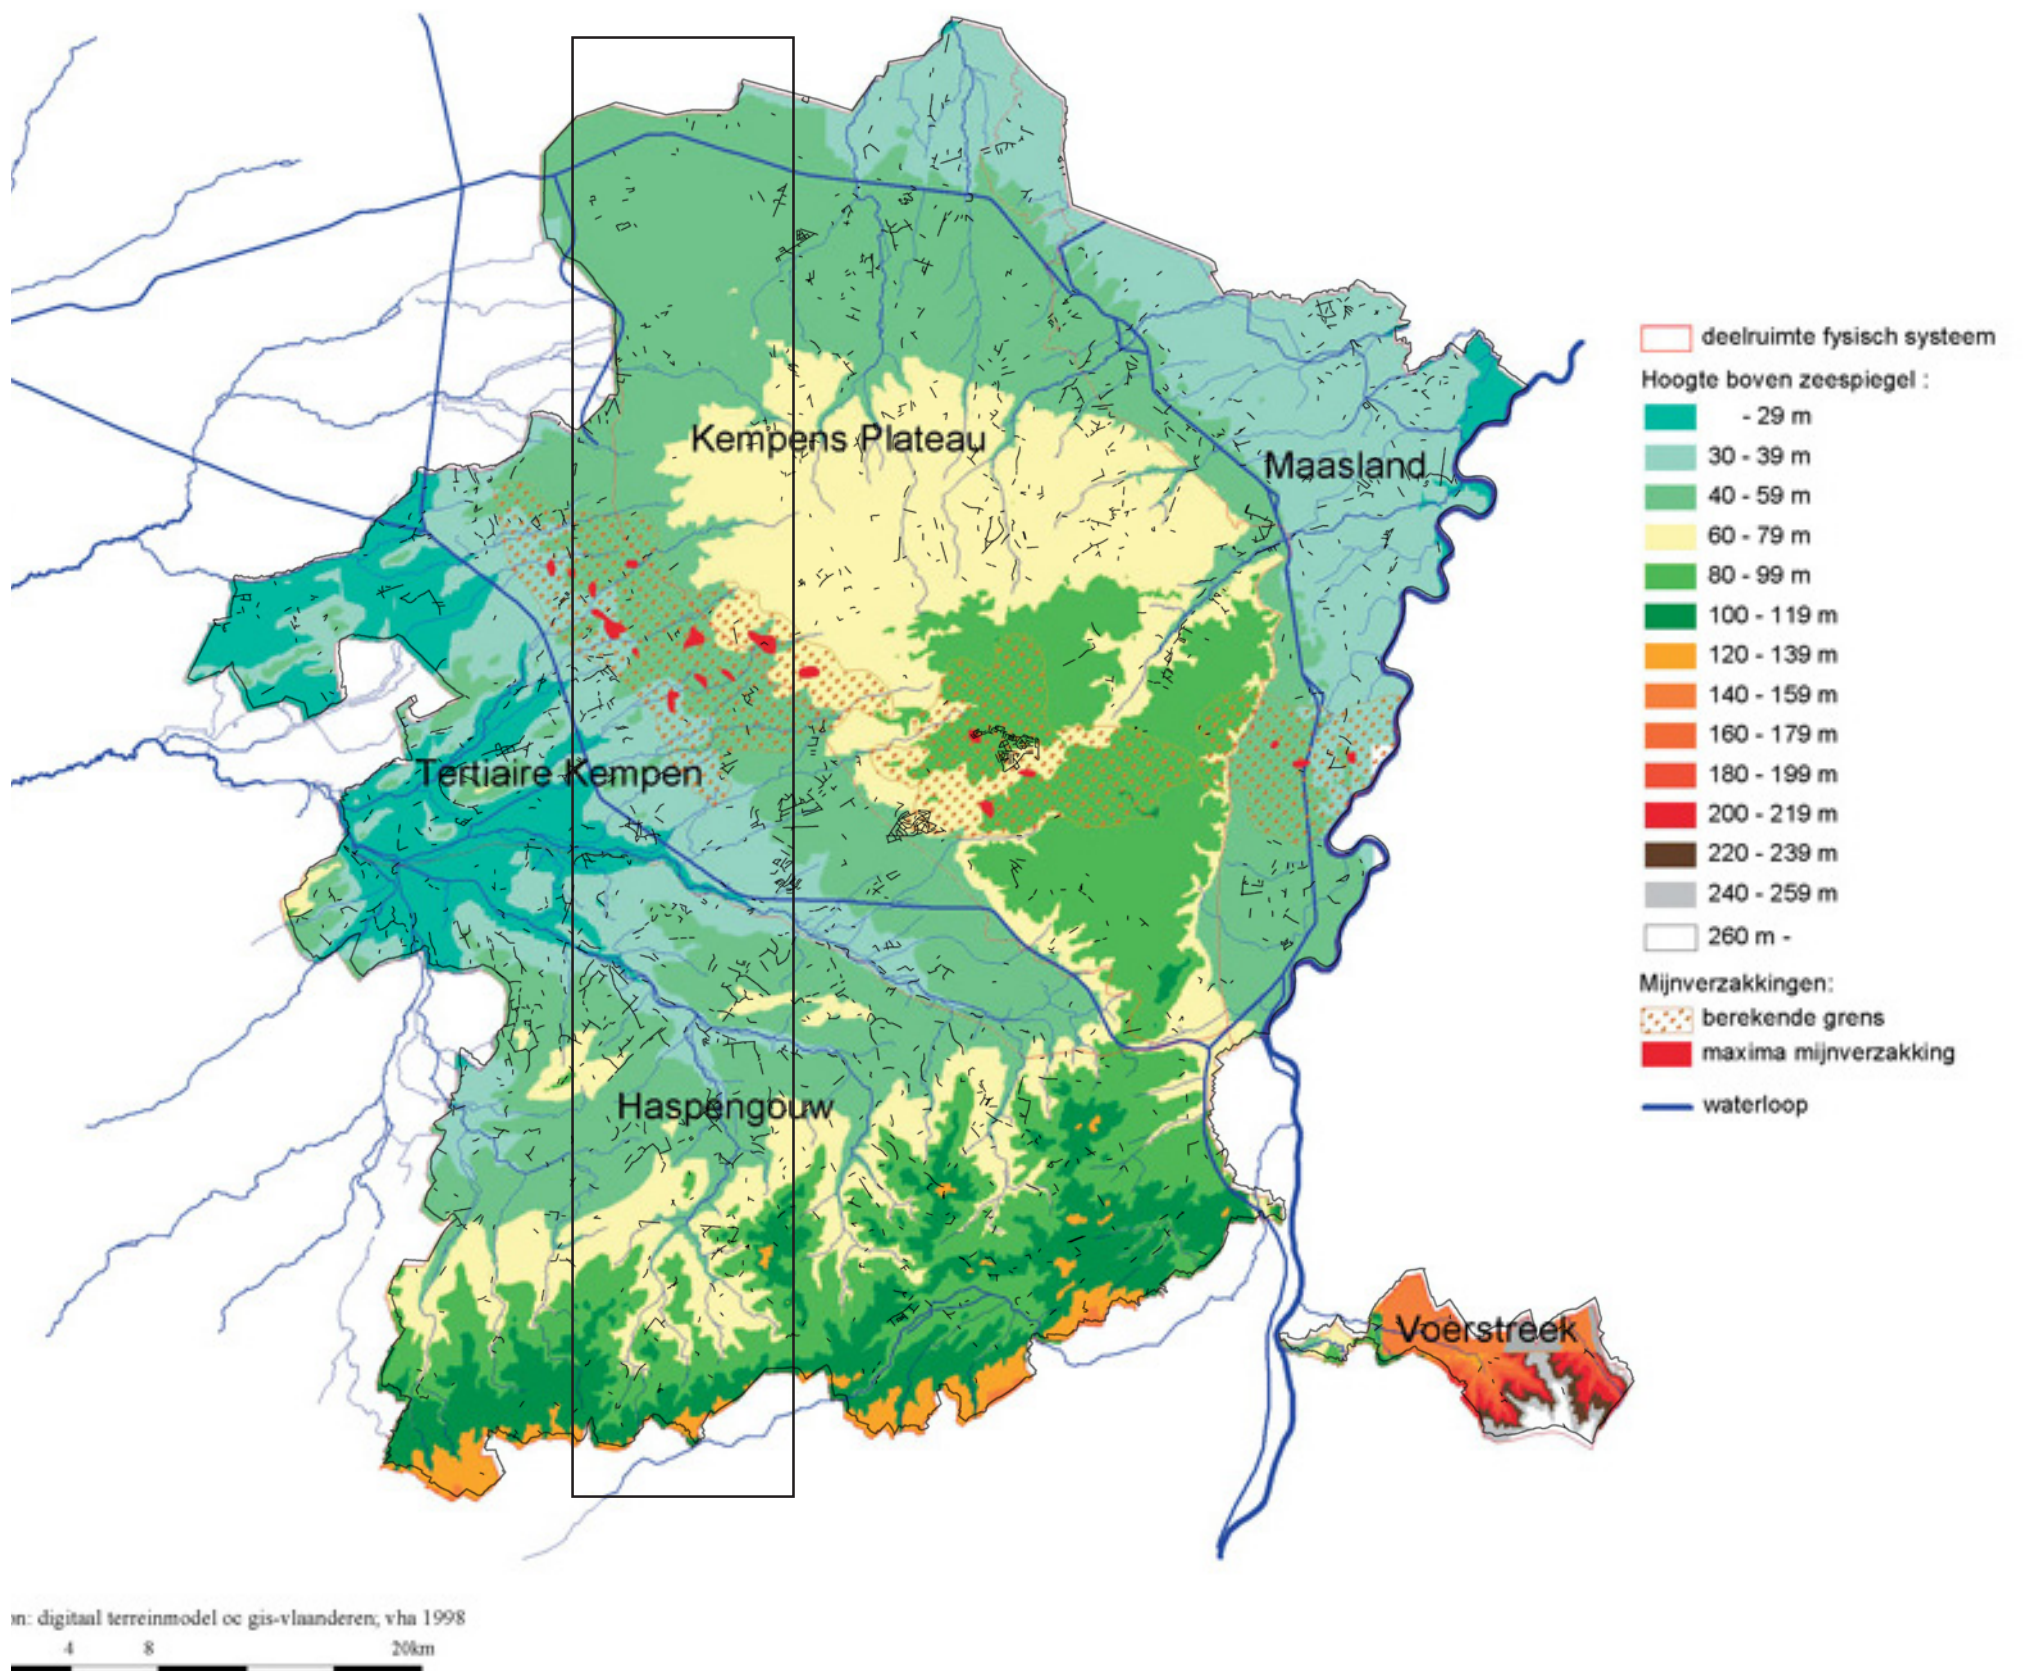 Kempens Plateau
Maasland
Tertiaire Kempen
Haspengouw
Voerstreek
deelruimte fysisch systeem
Hoogte boven zeespiegel :
- 29 m
30 - 39 m
40 - 59 m
60 - 79 m
80 - 99 m
100 - 119 m
120 - 139 m
140 - 159 m
160 - 179 m
180 - 199 m
200 - 219 m
220 - 239 m
240 - 259 m
260 m -
Mijnverzakkingen:
berekende grens
maxima mijnverzakking
waterloop
on: digitaal terreinmodel oc gis-vlaanderen; vha 1998
4 8 20km